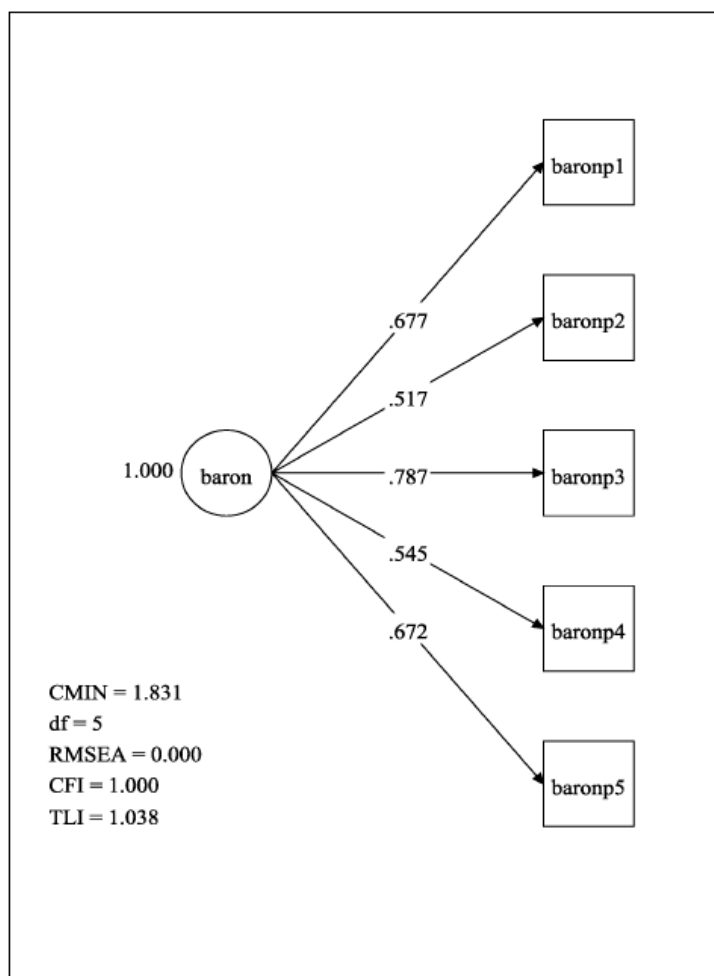 baronp1
.677
baronp2
.517
1.000
baron
.787
baronp3
.545
baronp4
.672
baronp5
CMIN = 1.831
df = 5
RMSEA = 0.000
CFI = 1.000
TLI = 1.038